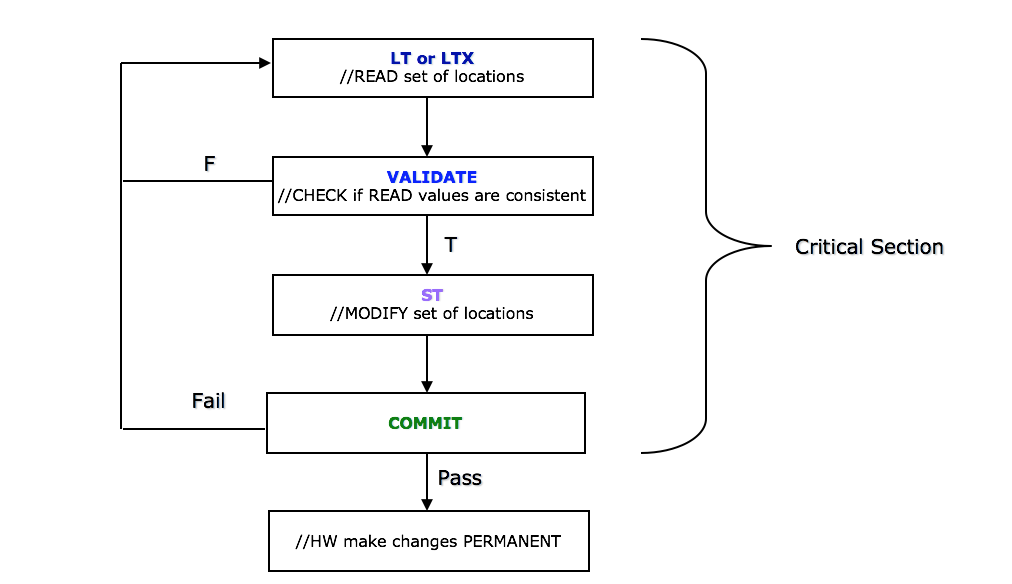 LT or LTX
//READ set of locations
F
VALIDATE
//CHECK if READ values are consistent
T
Critical Section
ST
//MODIFY set of locations
Fail
COMMIT
Pass
//HW make changes PERMANENT